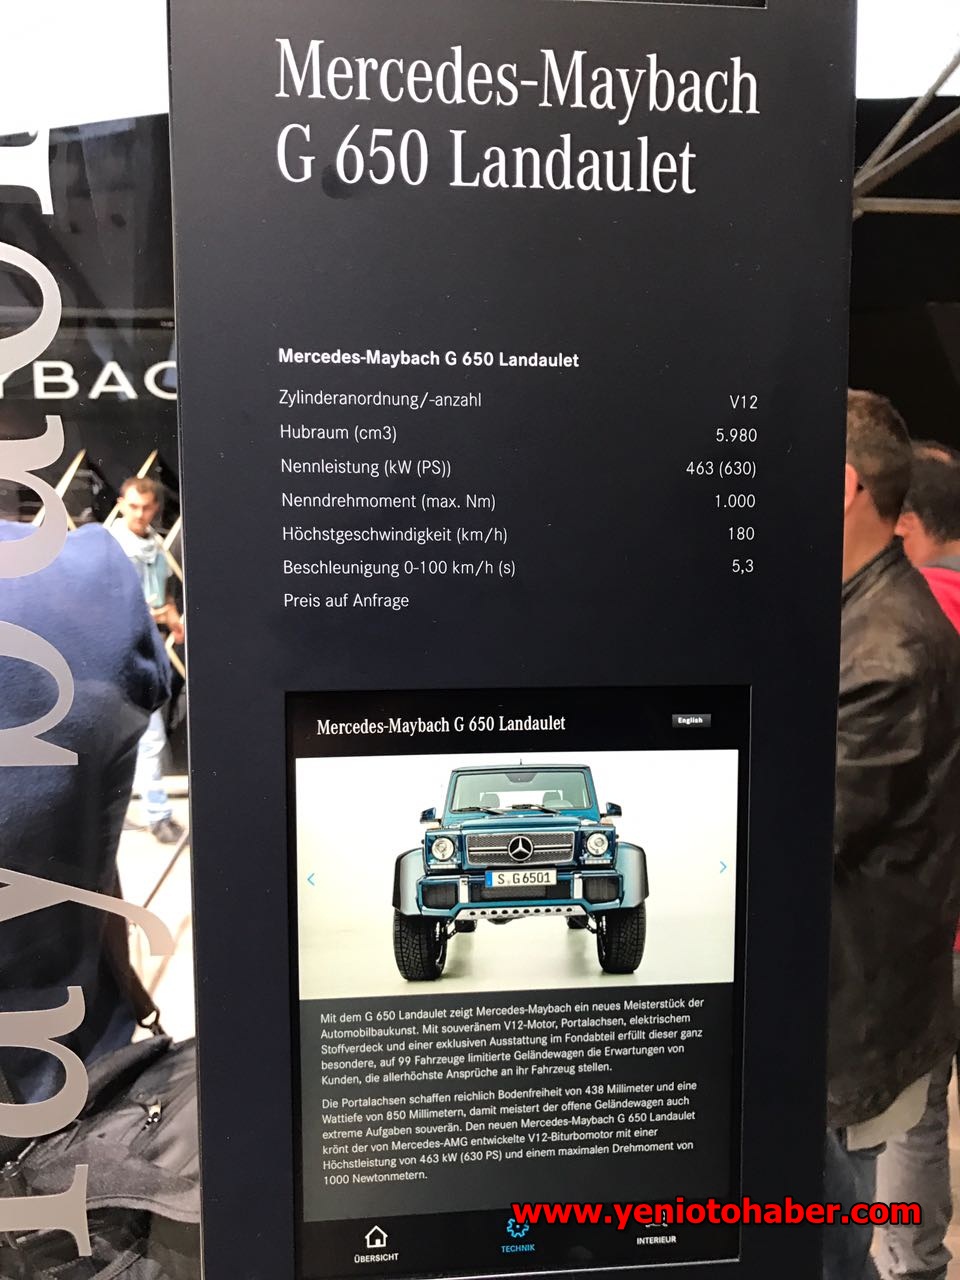 Mercedes-Maybach
G 650 Landaulet
YBAC
Mercedes-Maybach G 650 Landaulet
Zylinderanordnung/-anzahl V12
Hubraum (cm3) 5.980
Nennleistung (kW (PS)) 463 (630)
Nenndrehmoment (max. Nm) 1.000
Höchstgeschwindigkeit (km/h) 180
Beschleunigung 0-100 km/h (s) 5,3
Preis auf Anfrage
Mercedes-Maybach G 650 Landaulet English
S G 6501
Mit dem G 650 Landaulet zeigt Mercedes-Maybach ein neues Meisterstück der
Automobilbaukunst. Mit souveränem V12-Motor, Portalachsen, elektrischem
Stoffverdeck und einer exklusiven Ausstattung im Fondabteil erfüllt dieser ganz
besondere, auf 99 Fahrzeuge limitierte Geländewagen die Erwartungen von
Kunden, die allerhöchste Ansprüche an ihr Fahrzeug stellen.
Die Portalachsen schaffen reichlich Bodenfreiheit von 438 Millimeter und eine
Wattiefe von 850 Millimetern, damit meistert der offene Geländewagen auch
extreme Aufgaben souverän. Den neuen Mercedes-Maybach G 650 Landaulet
krönt der von Mercedes-AMG entwickelte V12-Biturbomotor mit einer
Höchstleistung von 463 kW (630 PS) und einem maximalen Drehmoment von
1000 Newtonmetern.
www.yeniotohaber.com
ÜBERSICHT TECHNIK INTERIEUR